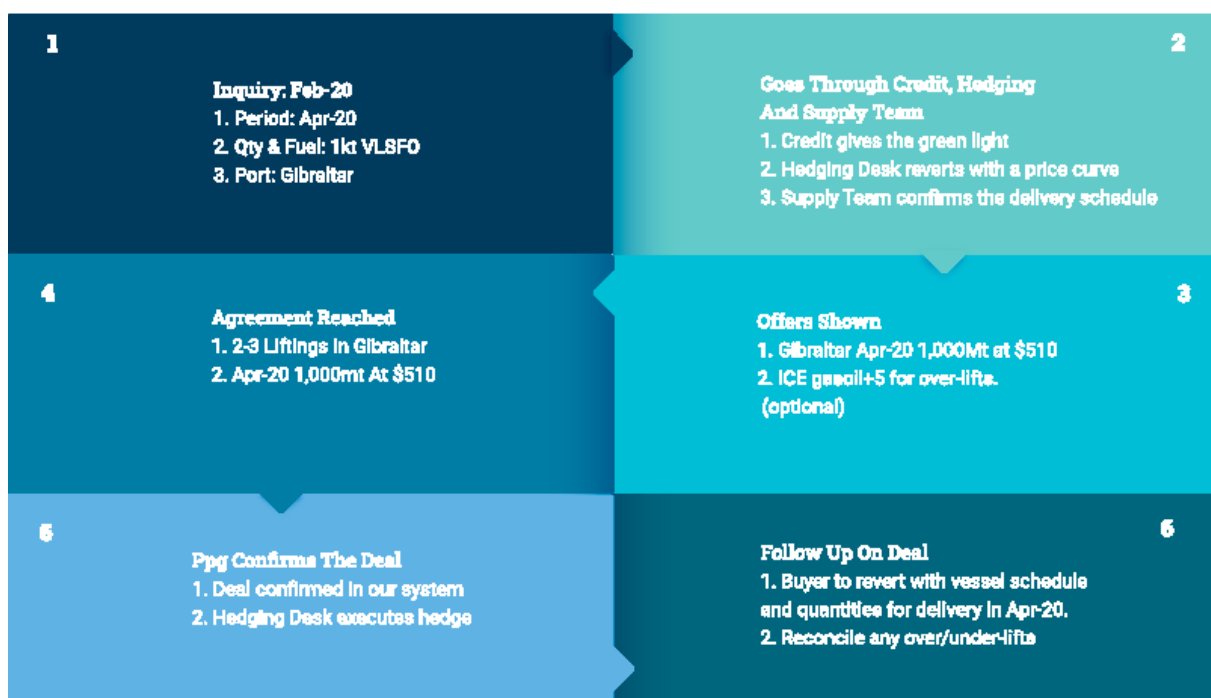 1
Inquiry: Feb-20
1. Period: Apr-20
2. Qty & Fuel: 1kt VLSFO
3. Port: Gibraltar
2
Goes Through Credit, Hedging
And Supply Team
1. Credit gives the green light
2. Hedging Desk reverts with a price curve
3. Supply Team confirms the delivery schedule
3
Offers Shown
1. Gibraltar Apr-20 1,000Mt at $510
2. ICE gasoil+5 for over-lifts.
(optional)
4
Agreement Reached
1. 2-3 Liftings in Gibraltar
2. Apr-20 1,000mt At $510
5
Ppg Confirms The Deal
1. Deal confirmed in our system
2. Hedging Desk executes hedge
6
Follow Up On Deal
1. Buyer to revert with vessel schedule
and quantities for delivery in Apr-20.
2. Reconcile any over/under-lifts